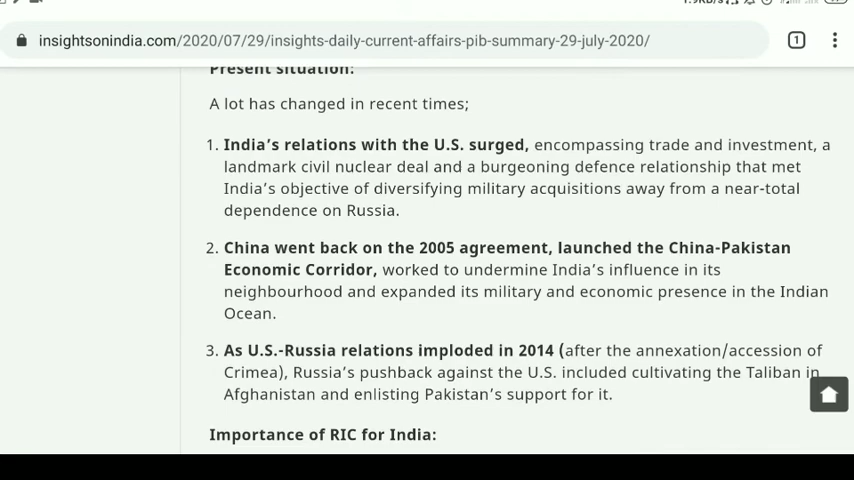 insightsonindia.com/2020/07/29/insights-daily-current-affairs-pib-summary-29-july-2020/
1
Present situation:
A lot has changed in recent times;
1. India's relations with the U.S. surged, encompassing trade and investment, a
landmark civil nuclear deal and a burgeoning defence relationship that met
India's objective of diversifying military acquisitions away from a near-total
dependence on Russia.
2. China went back on the 2005 agreement, launched the China-Pakistan
Economic Corridor, worked to undermine India's influence in its
neighbourhood and expanded its military and economic presence in the Indian
Ocean.
3. As U.S.-Russia relations imploded in 2014 (after the annexation/accession of
Crimea), Russia's pushback against the U.S. included cultivating the Taliban in
Afghanistan and enlisting Pakistan's support for it.
Importance of RIC for India: